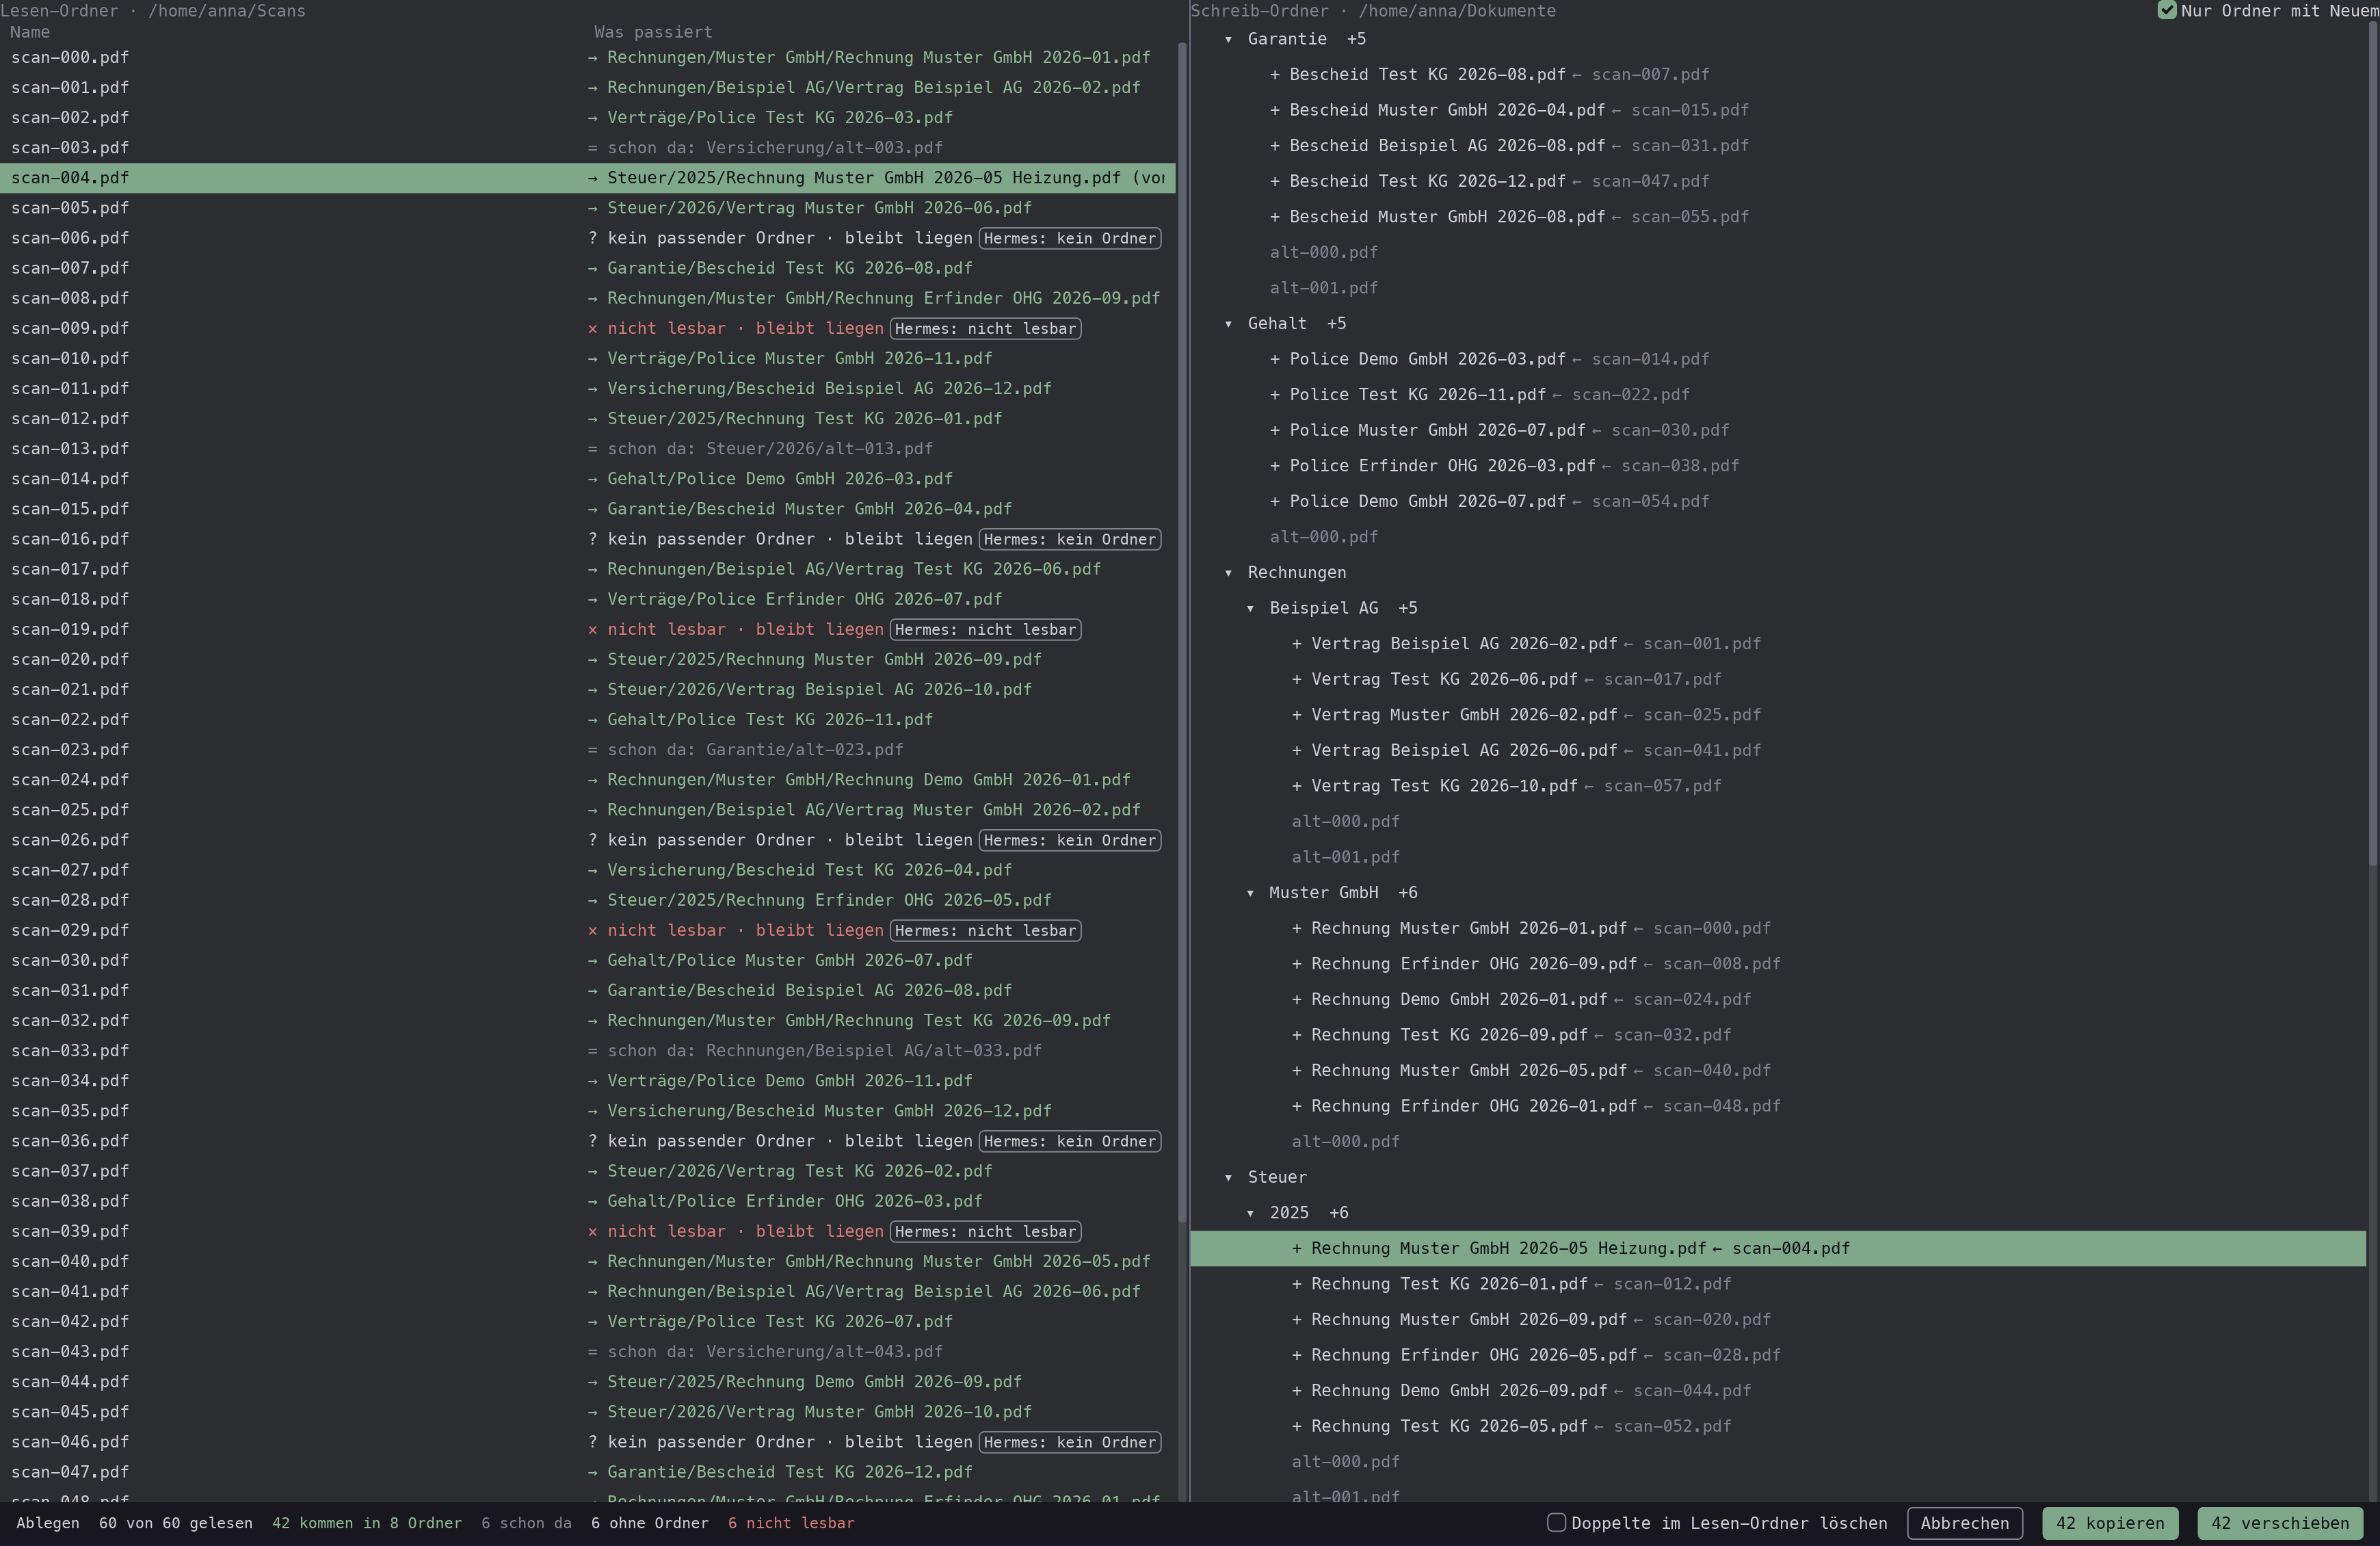 Lesen-Ordner · /home/anna/Scans
Name Was passiert
scan-000.pdf → Rechnungen/Muster GmbH/Rechnung Muster GmbH 2026-01.pdf
scan-001.pdf → Rechnungen/Beispiel AG/Vertrag Beispiel AG 2026-02.pdf
scan-002.pdf → Verträge/Police Test KG 2026-03.pdf
scan-003.pdf = schon da: Versicherung/alt-003.pdf
scan-004.pdf → Steuer/2025/Rechnung Muster GmbH 2026-05 Heizung.pdf (vor
scan-005.pdf → Steuer/2026/Vertrag Muster GmbH 2026-06.pdf
scan-006.pdf ? kein passender Ordner · bleibt liegen Hermes: kein Ordner
scan-007.pdf → Garantie/Bescheid Test KG 2026-08.pdf
scan-008.pdf → Rechnungen/Muster GmbH/Rechnung Erfinder OHG 2026-09.pdf
scan-009.pdf × nicht lesbar · bleibt liegen Hermes: nicht lesbar
scan-010.pdf → Verträge/Police Muster GmbH 2026-11.pdf
scan-011.pdf → Versicherung/Bescheid Beispiel AG 2026-12.pdf
scan-012.pdf → Steuer/2025/Rechnung Test KG 2026-01.pdf
scan-013.pdf = schon da: Steuer/2026/alt-013.pdf
scan-014.pdf → Gehalt/Police Demo GmbH 2026-03.pdf
scan-015.pdf → Garantie/Bescheid Muster GmbH 2026-04.pdf
scan-016.pdf ? kein passender Ordner · bleibt liegen Hermes: kein Ordner
scan-017.pdf → Rechnungen/Beispiel AG/Vertrag Test KG 2026-06.pdf
scan-018.pdf → Verträge/Police Erfinder OHG 2026-07.pdf
scan-019.pdf × nicht lesbar · bleibt liegen Hermes: nicht lesbar
scan-020.pdf → Steuer/2025/Rechnung Muster GmbH 2026-09.pdf
scan-021.pdf → Steuer/2026/Vertrag Beispiel AG 2026-10.pdf
scan-022.pdf → Gehalt/Police Test KG 2026-11.pdf
scan-023.pdf = schon da: Garantie/alt-023.pdf
scan-024.pdf → Rechnungen/Muster GmbH/Rechnung Demo GmbH 2026-01.pdf
scan-025.pdf → Rechnungen/Beispiel AG/Vertrag Muster GmbH 2026-02.pdf
scan-026.pdf ? kein passender Ordner · bleibt liegen Hermes: kein Ordner
scan-027.pdf → Versicherung/Bescheid Test KG 2026-04.pdf
scan-028.pdf → Steuer/2025/Rechnung Erfinder OHG 2026-05.pdf
scan-029.pdf × nicht lesbar · bleibt liegen Hermes: nicht lesbar
scan-030.pdf → Gehalt/Police Muster GmbH 2026-07.pdf
scan-031.pdf → Garantie/Bescheid Beispiel AG 2026-08.pdf
scan-032.pdf → Rechnungen/Muster GmbH/Rechnung Test KG 2026-09.pdf
scan-033.pdf = schon da: Rechnungen/Beispiel AG/alt-033.pdf
scan-034.pdf → Verträge/Police Demo GmbH 2026-11.pdf
scan-035.pdf → Versicherung/Bescheid Muster GmbH 2026-12.pdf
scan-036.pdf ? kein passender Ordner · bleibt liegen Hermes: kein Ordner
scan-037.pdf → Steuer/2026/Vertrag Test KG 2026-02.pdf
scan-038.pdf → Gehalt/Police Erfinder OHG 2026-03.pdf
scan-039.pdf × nicht lesbar · bleibt liegen Hermes: nicht lesbar
scan-040.pdf → Rechnungen/Muster GmbH/Rechnung Muster GmbH 2026-05.pdf
scan-041.pdf → Rechnungen/Beispiel AG/Vertrag Beispiel AG 2026-06.pdf
scan-042.pdf → Verträge/Police Test KG 2026-07.pdf
scan-043.pdf = schon da: Versicherung/alt-043.pdf
scan-044.pdf → Steuer/2025/Rechnung Demo GmbH 2026-09.pdf
scan-045.pdf → Steuer/2026/Vertrag Muster GmbH 2026-10.pdf
scan-046.pdf ? kein passender Ordner · bleibt liegen Hermes: kein Ordner
scan-047.pdf → Garantie/Bescheid Test KG 2026-12.pdf
scan-048.pdf → Rechnungen/Muster GmbH/Rechnung Erfinder OHG 2026-01.pdf
Schreib-Ordner · /home/anna/Dokumente Nur Ordner mit Neuem
▾ Garantie +5
+ Bescheid Test KG 2026-08.pdf ← scan-007.pdf
+ Bescheid Muster GmbH 2026-04.pdf ← scan-015.pdf
+ Bescheid Beispiel AG 2026-08.pdf ← scan-031.pdf
+ Bescheid Test KG 2026-12.pdf ← scan-047.pdf
+ Bescheid Muster GmbH 2026-08.pdf ← scan-055.pdf
alt-000.pdf
alt-001.pdf
▾ Gehalt +5
+ Police Demo GmbH 2026-03.pdf ← scan-014.pdf
+ Police Test KG 2026-11.pdf ← scan-022.pdf
+ Police Muster GmbH 2026-07.pdf ← scan-030.pdf
+ Police Erfinder OHG 2026-03.pdf ← scan-038.pdf
+ Police Demo GmbH 2026-07.pdf ← scan-054.pdf
alt-000.pdf
▾ Rechnungen
▾ Beispiel AG +5
+ Vertrag Beispiel AG 2026-02.pdf ← scan-001.pdf
+ Vertrag Test KG 2026-06.pdf ← scan-017.pdf
+ Vertrag Muster GmbH 2026-02.pdf ← scan-025.pdf
+ Vertrag Beispiel AG 2026-06.pdf ← scan-041.pdf
+ Vertrag Test KG 2026-10.pdf ← scan-057.pdf
alt-000.pdf
alt-001.pdf
▾ Muster GmbH +6
+ Rechnung Muster GmbH 2026-01.pdf ← scan-000.pdf
+ Rechnung Erfinder OHG 2026-09.pdf ← scan-008.pdf
+ Rechnung Demo GmbH 2026-01.pdf ← scan-024.pdf
+ Rechnung Test KG 2026-09.pdf ← scan-032.pdf
+ Rechnung Muster GmbH 2026-05.pdf ← scan-040.pdf
+ Rechnung Erfinder OHG 2026-01.pdf ← scan-048.pdf
alt-000.pdf
▾ Steuer
▾ 2025 +6
+ Rechnung Muster GmbH 2026-05 Heizung.pdf ← scan-004.pdf
+ Rechnung Test KG 2026-01.pdf ← scan-012.pdf
+ Rechnung Muster GmbH 2026-09.pdf ← scan-020.pdf
+ Rechnung Erfinder OHG 2026-05.pdf ← scan-028.pdf
+ Rechnung Demo GmbH 2026-09.pdf ← scan-044.pdf
+ Rechnung Test KG 2026-05.pdf ← scan-052.pdf
alt-000.pdf
alt-001.pdf
Ablegen 60 von 60 gelesen 42 kommen in 8 Ordner 6 schon da 6 ohne Ordner 6 nicht lesbar Doppelte im Lesen-Ordner löschen Abbrechen 42 kopieren 42 verschieben